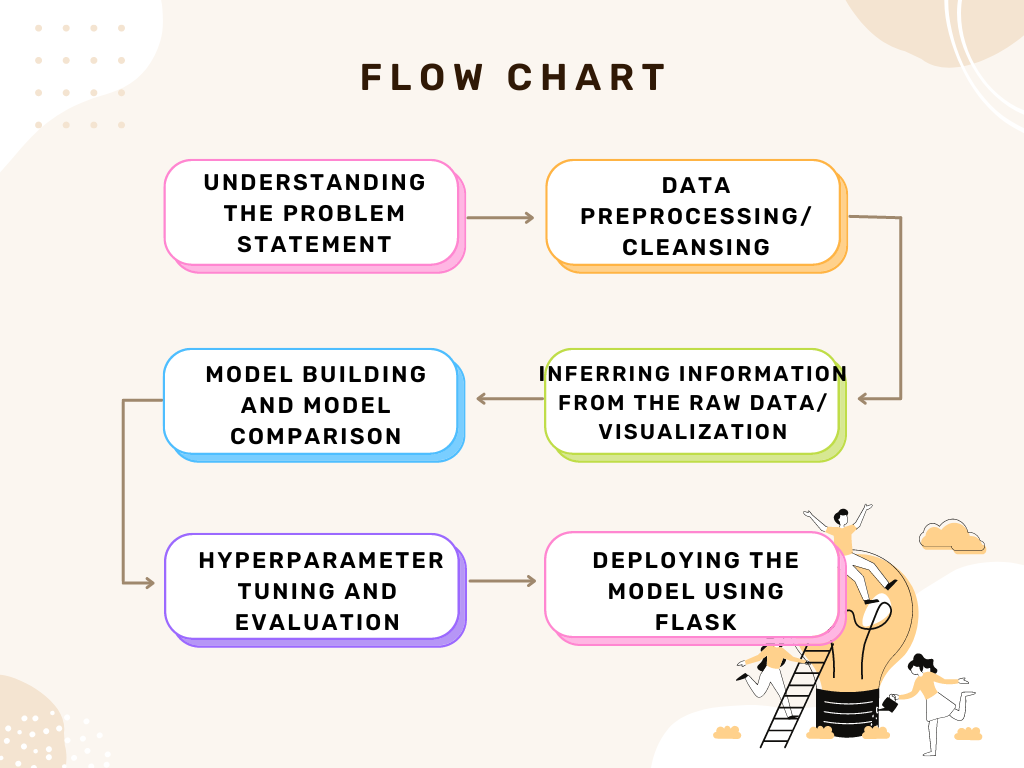 FLOW CHART
UNDERSTANDING
THE PROBLEM
STATEMENT
DATA
PREPROCESSING/
CLEANSING
INFERRING INFORMATION
FROM THE RAW DATA/
VISUALIZATION
MODEL BUILDING
AND MODEL
COMPARISON
HYPERPARAMETER
TUNING AND
EVALUATION
DEPLOYING THE
MODEL USING
FLASK